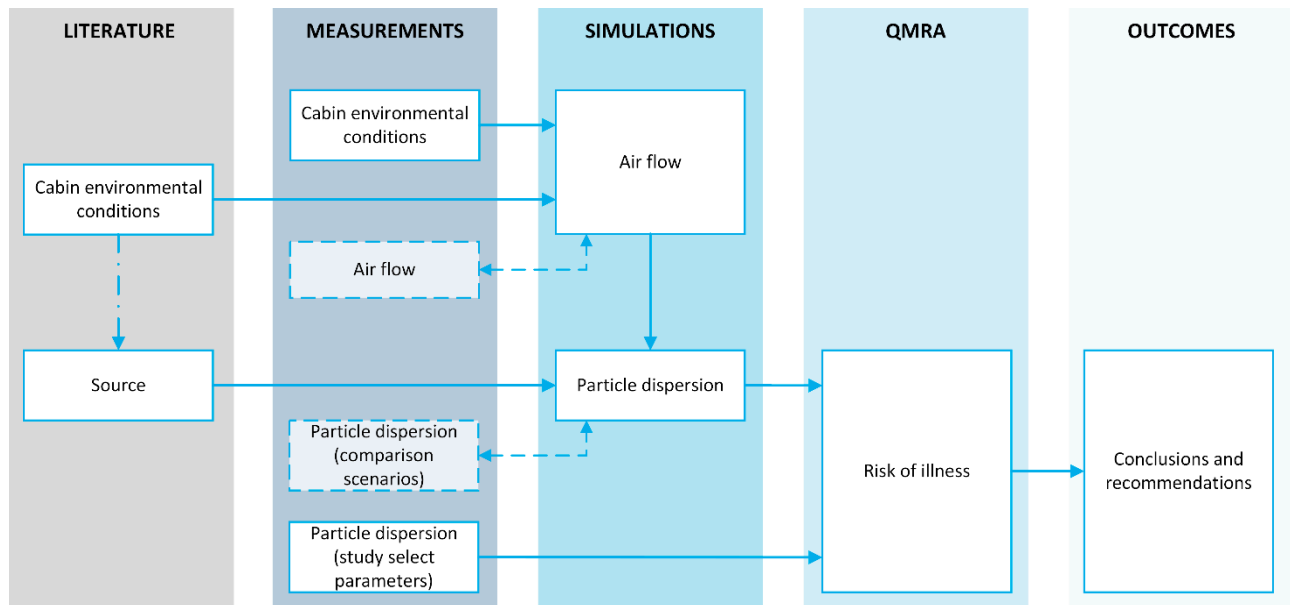 LITERATURE
MEASUREMENTS
SIMULATIONS
QMRA
OUTCOMES
Cabin environmental
conditions
Air flow
Cabin environmental
conditions
Air flow
Source
Particle dispersion
Particle dispersion
(comparison
scenarios)
Risk of illness
Conclusions and
recommendations
Particle dispersion
(study select
parameters)